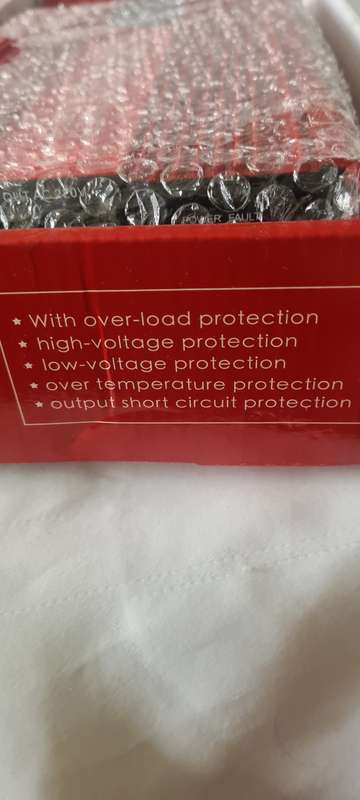 POWER FAULT
★ With over-load protection
★ high-voltage protection
★ low-voltage protection
★ over temperature protection
★ output short circuit protection